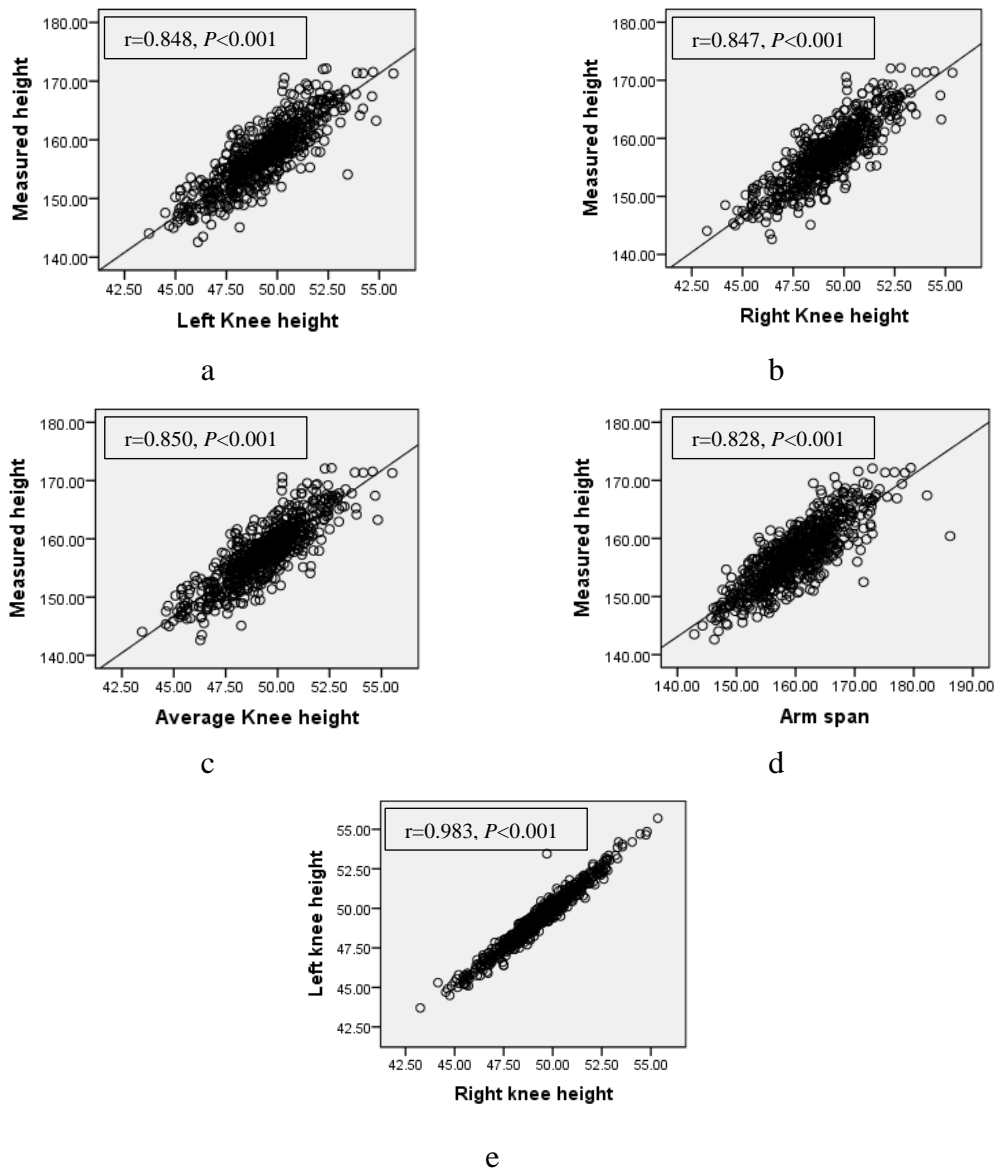 r=0.848, P<0.001
Measured height
180.00
170.00
160.00
150.00
140.00
42.50 45.00 47.50 50.00 52.50 55.00
Left Knee height
a
r=0.847, P<0.001
Measured height
180.00
170.00
160.00
150.00
140.00
42.50 45.00 47.50 50.00 52.50 55.00
Right Knee height
b
r=0.850, P<0.001
Measured height
180.00
170.00
160.00
150.00
140.00
42.50 45.00 47.50 50.00 52.50 55.00
Average Knee height
c
r=0.828, P<0.001
Measured height
180.00
170.00
160.00
150.00
140.00
140.00 150.00 160.00 170.00 180.00 190.00
Arm span
d
r=0.983, P<0.001
Left knee height
55.00
52.50
50.00
47.50
45.00
42.50
42.50 45.00 47.50 50.00 52.50 55.00
Right knee height
e